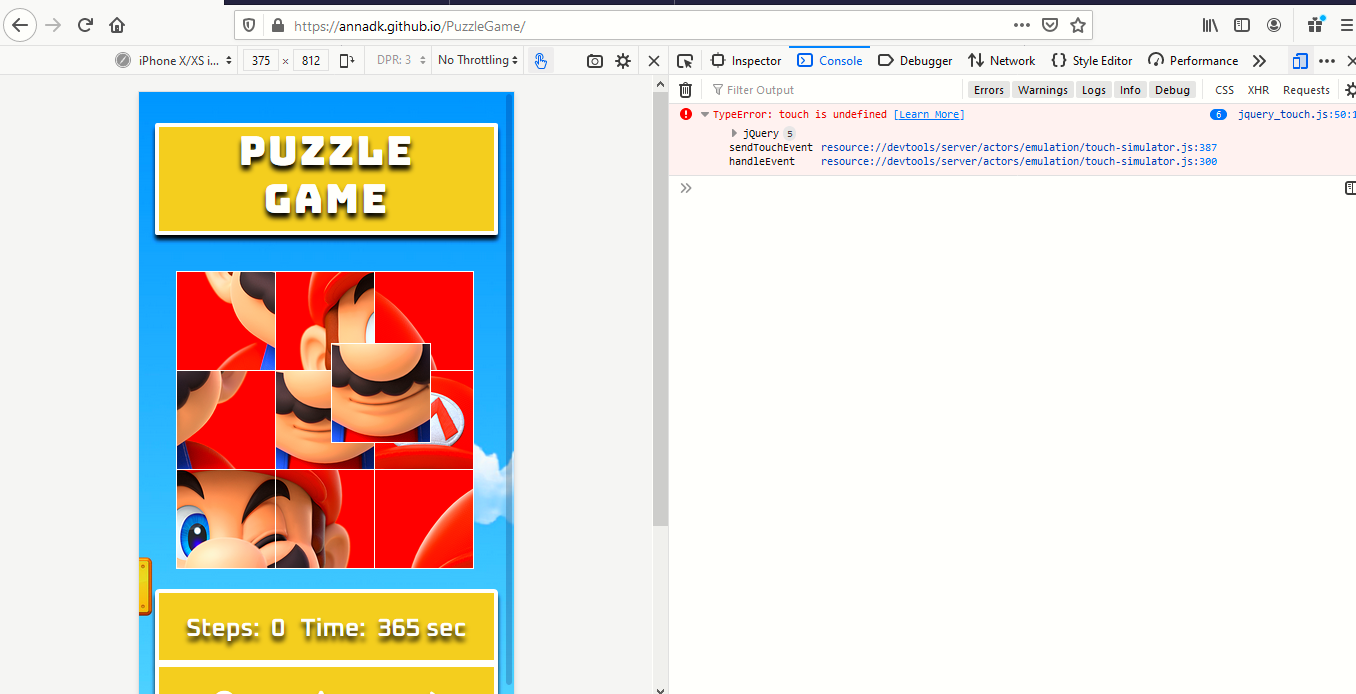 https://annadk.github.io/PuzzleGame/
iPhone X/XS i... 375 × 812 DPR: 3 No Throttling
Inspector Console Debugger Network Style Editor Performance
Filter Output Errors Warnings Logs Info Debug CSS XHR Requests
TypeError: touch is undefined [Learn More] 6 jquery_touch.js:50:1
jQuery 5
sendTouchEvent resource://devtools/server/actors/emulation/touch-simulator.js:387
handleEvent resource://devtools/server/actors/emulation/touch-simulator.js:300
PUZZLE
GAME
Steps: 0 Time: 365 sec